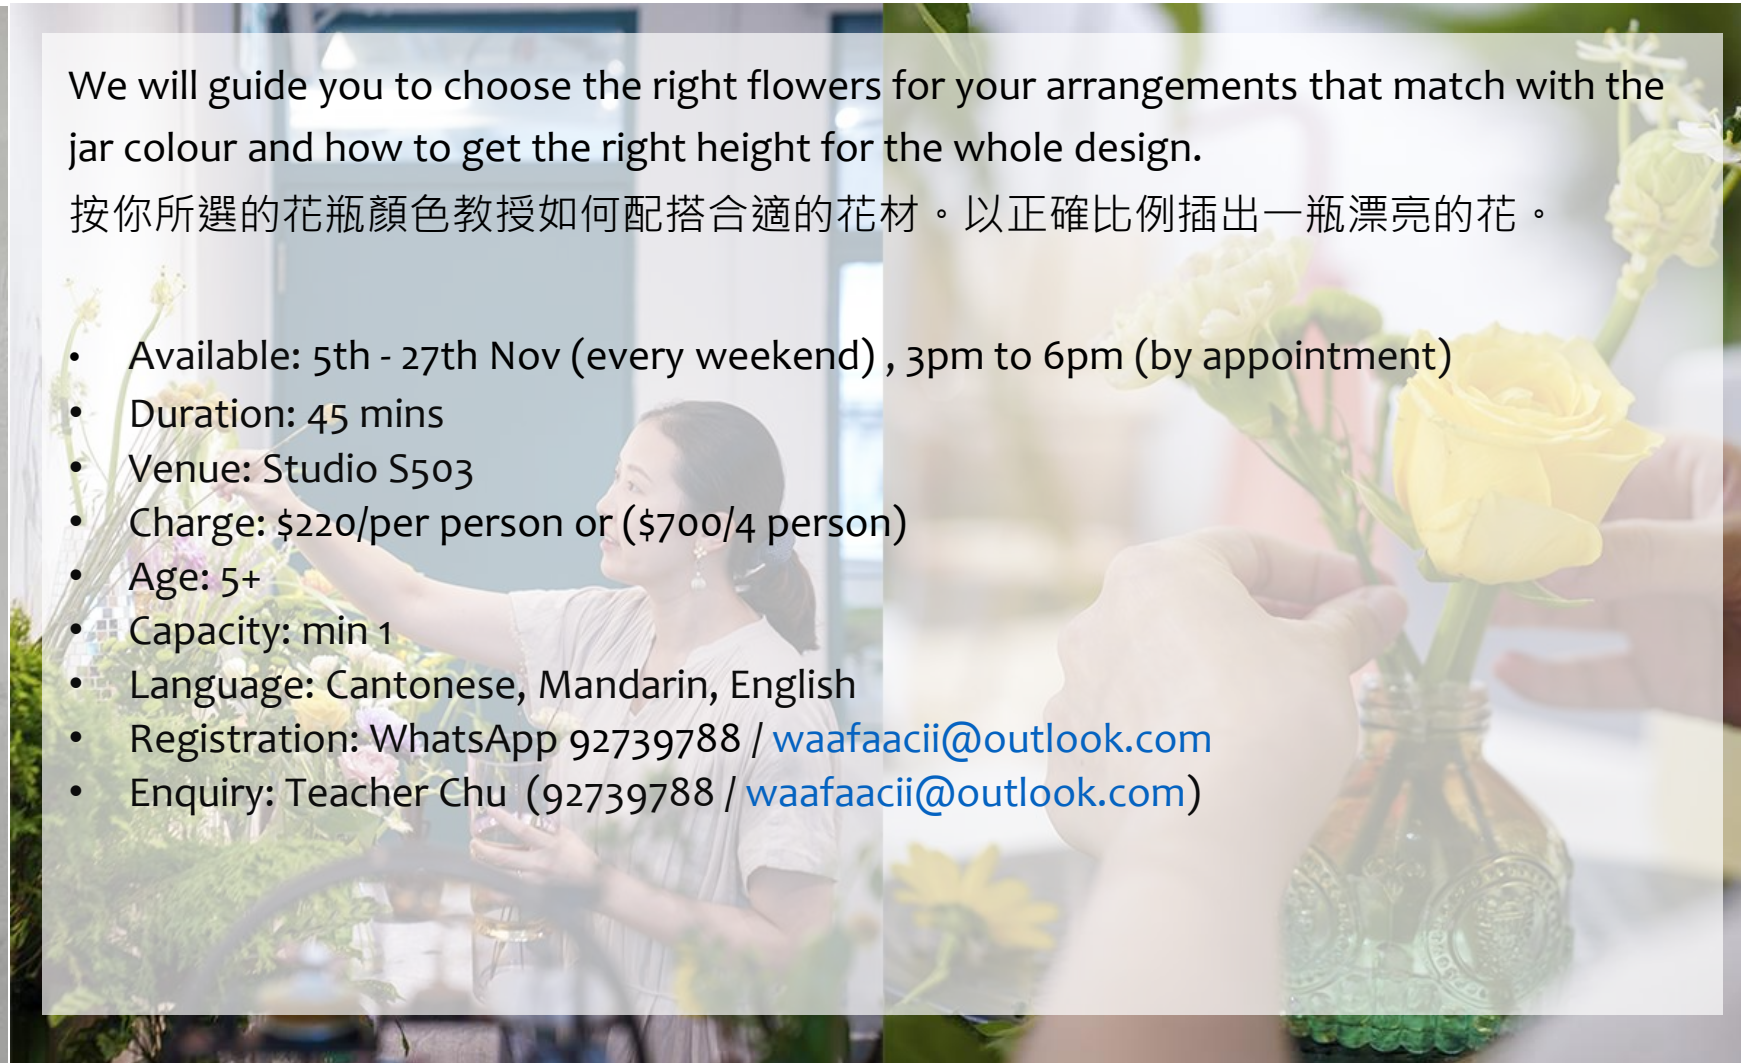 We will guide you to choose the right flowers for your arrangements that match with the
jar colour and how to get the right height for the whole design.
按你所選的花瓶顏色教授如何配搭合適的花材。以正確比例插出一瓶漂亮的花。
• Available: 5th - 27th Nov (every weekend) , 3pm to 6pm (by appointment)
• Duration: 45 mins
• Venue: Studio S503
• Charge: $220/per person or ($700/4 person)
• Age: 5+
• Capacity: min 1
• Language: Cantonese, Mandarin, English
• Registration: WhatsApp 92739788 / waafaacii@outlook.com
• Enquiry: Teacher Chu (92739788 / waafaacii@outlook.com)